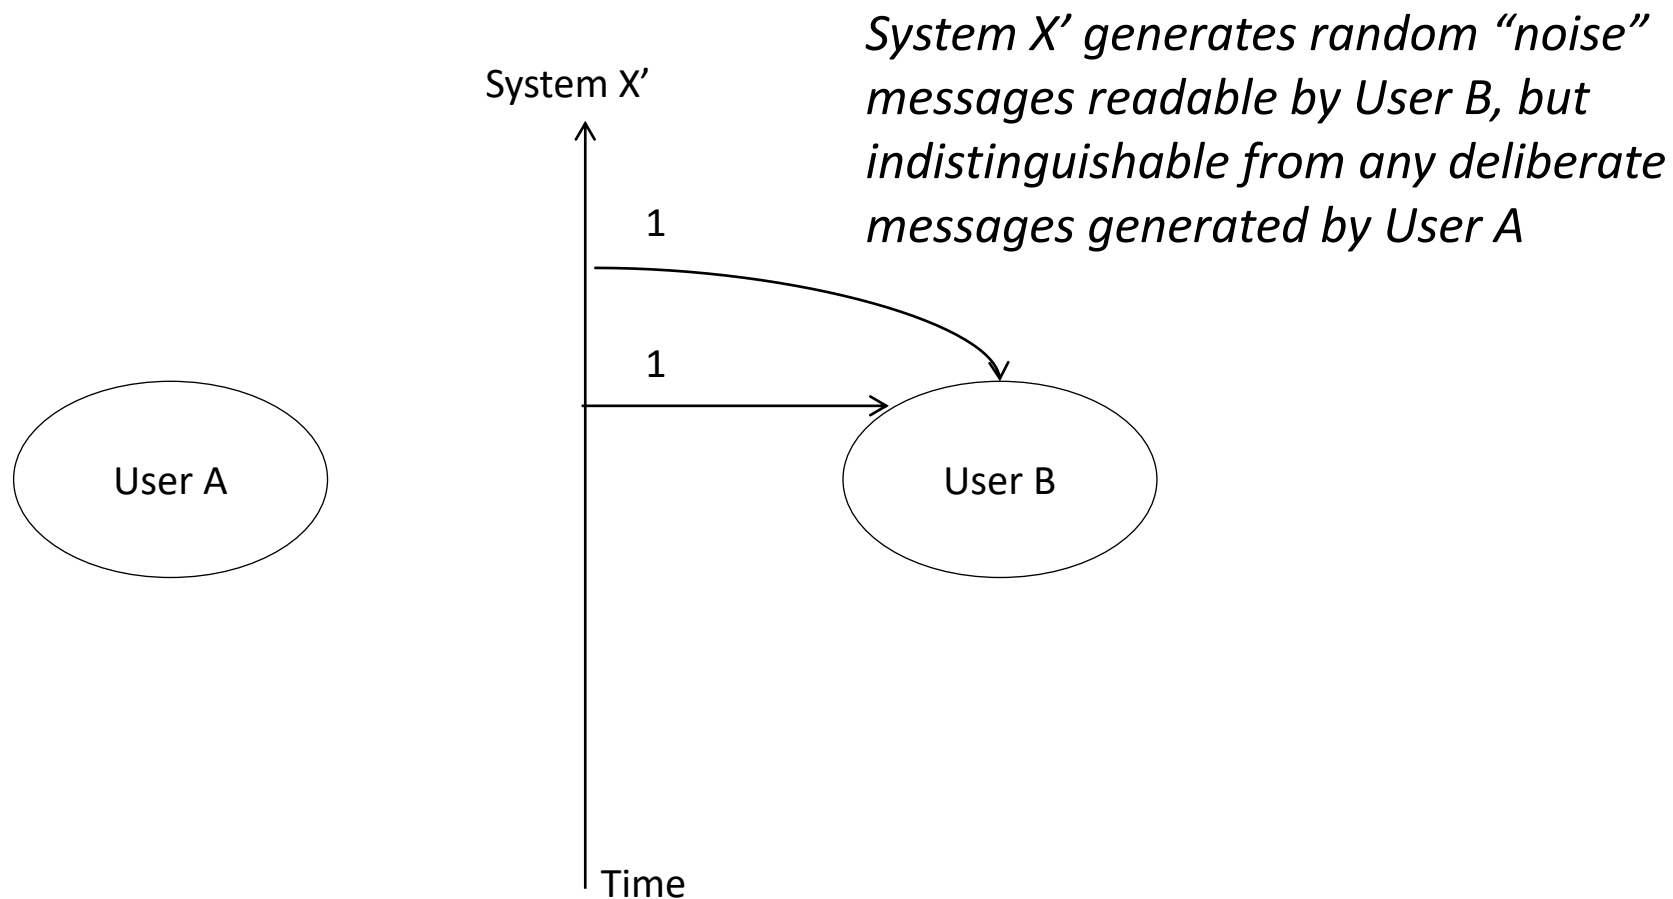 System X’ generates random “noise”
messages readable by User B, but
indistinguishable from any deliberate
messages generated by User A
System X’
1
1
User A
User B
Time